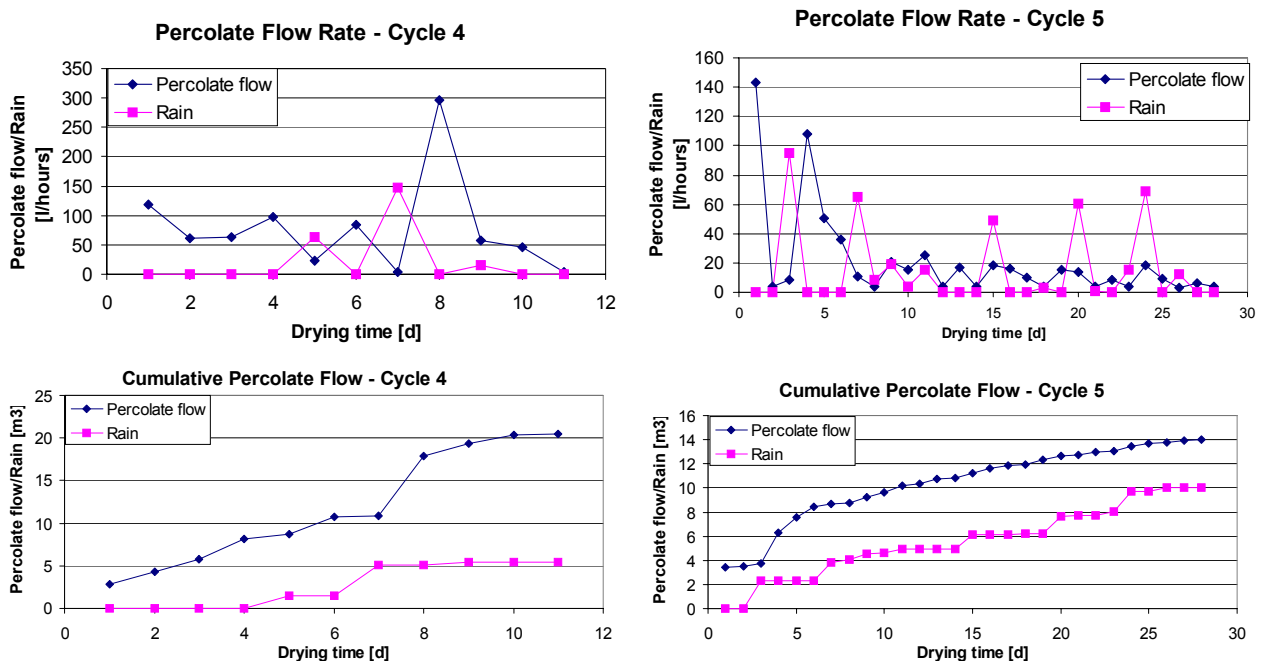 Percolate Flow Rate - Cycle 4
Percolate flow/Rain
[l/hours]
350
300
250
200
150
100
50
0
Percolate flow
Rain
0 2 4 6 8 10 12
Drying time [d]
Percolate Flow Rate - Cycle 5
Percolate flow/Rain
[l/hours]
160
140
120
100
80
60
40
20
0
Percolate flow
Rain
0 5 10 15 20 25 30
Drying time [d]
Cumulative Percolate Flow - Cycle 4
Percolate flow/Rain [m3]
25
20
15
10
5
0
Percolate flow
Rain
0 2 4 6 8 10 12
Drying time [d]
Cumulative Percolate Flow - Cycle 5
Percolate flow/Rain [m3]
16
14
12
10
8
6
4
2
0
Percolate flow
Rain
0 5 10 15 20 25 30
Drying time [d]